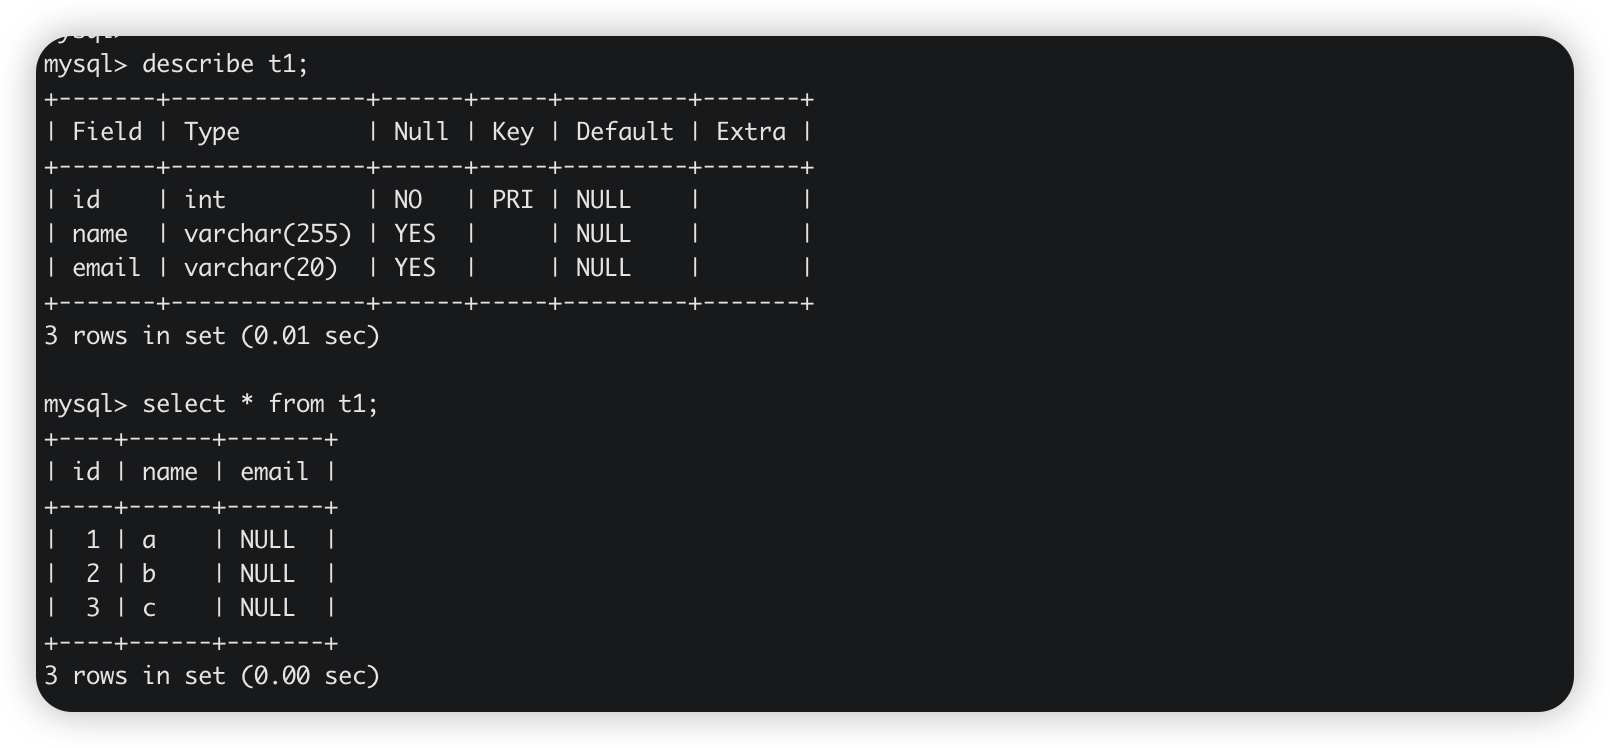 mysql>
mysql> describe t1;
+-------+--------------+------+-----+---------+-------+
| Field | Type         | Null | Key | Default | Extra |
+-------+--------------+------+-----+---------+-------+
| id    | int          | NO   | PRI | NULL    |       |
| name  | varchar(255) | YES  |     | NULL    |       |
| email | varchar(20)  | YES  |     | NULL    |       |
+-------+--------------+------+-----+---------+-------+
3 rows in set (0.01 sec)

mysql> select * from t1;
+----+------+-------+
| id | name | email |
+----+------+-------+
|  1 | a    | NULL  |
|  2 | b    | NULL  |
|  3 | c    | NULL  |
+----+------+-------+
3 rows in set (0.00 sec)